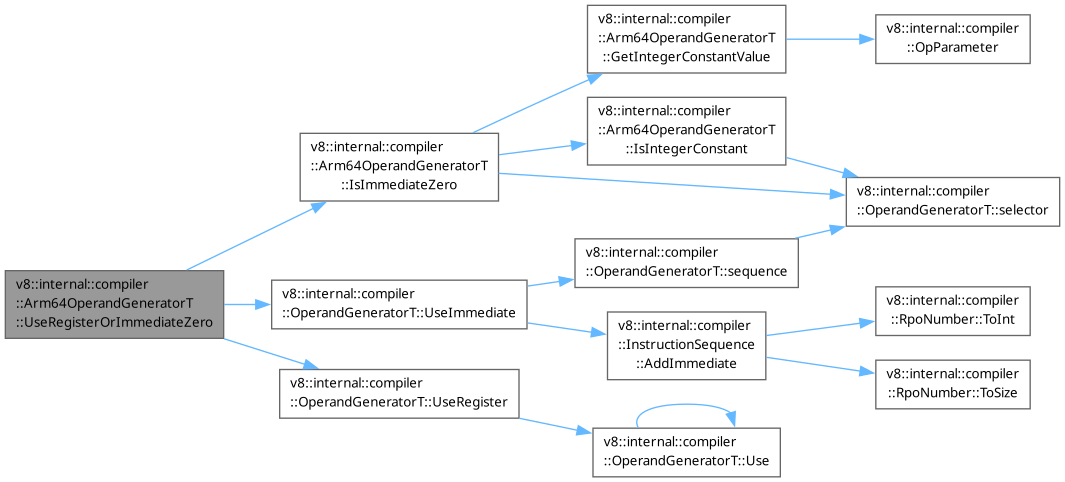 v8::internal::compiler
::Arm64OperandGeneratorT
::UseRegisterOrImmediateZero
v8::internal::compiler
::Arm64OperandGeneratorT
::IsImmediateZero
v8::internal::compiler
::Arm64OperandGeneratorT
::GetIntegerConstantValue
v8::internal::compiler
::OpParameter
v8::internal::compiler
::Arm64OperandGeneratorT
::IsIntegerConstant
v8::internal::compiler
::OperandGeneratorT::selector
v8::internal::compiler
::OperandGeneratorT::UseImmediate
v8::internal::compiler
::OperandGeneratorT::sequence
v8::internal::compiler
::InstructionSequence
::AddImmediate
v8::internal::compiler
::RpoNumber::ToInt
v8::internal::compiler
::RpoNumber::ToSize
v8::internal::compiler
::OperandGeneratorT::UseRegister
v8::internal::compiler
::OperandGeneratorT::Use